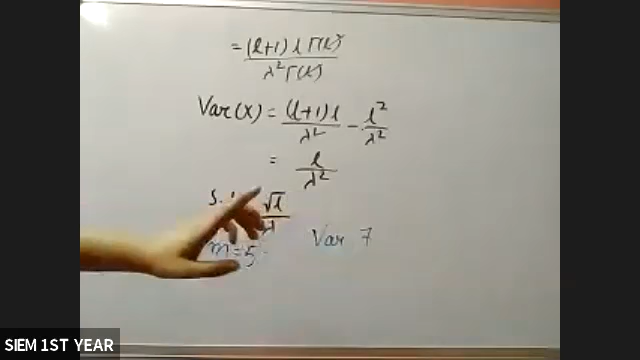 = (l+1) l Γ(l) / λ² Γ(l)
Var(X) = (l+1) l / λ² - l² / λ²
= l / λ²
√l / λ
m = 5 Var 7
SIEM 1ST YEAR